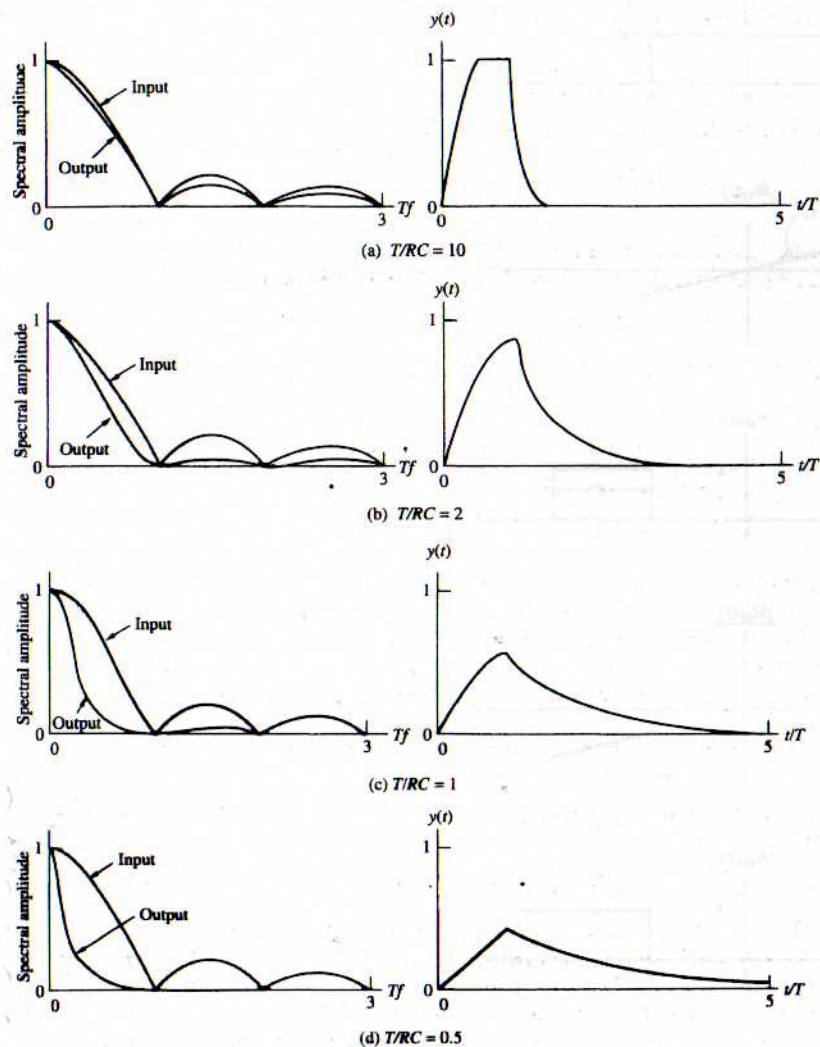 y(t)
Spectral amplitude
1
Input
Output
0
0
3
Tf
1
0
0
5
t/T
(a) T/RC = 10
y(t)
Spectral amplitude
1
Input
Output
0
0
3
Tf
1
0
0
5
t/T
(b) T/RC = 2
y(t)
Spectral amplitude
1
Input
Output
0
0
3
Tf
1
0
0
5
t/T
(c) T/RC = 1
y(t)
Spectral amplitude
1
Input
Output
0
0
3
Tf
1
0
0
5
t/T
(d) T/RC = 0.5